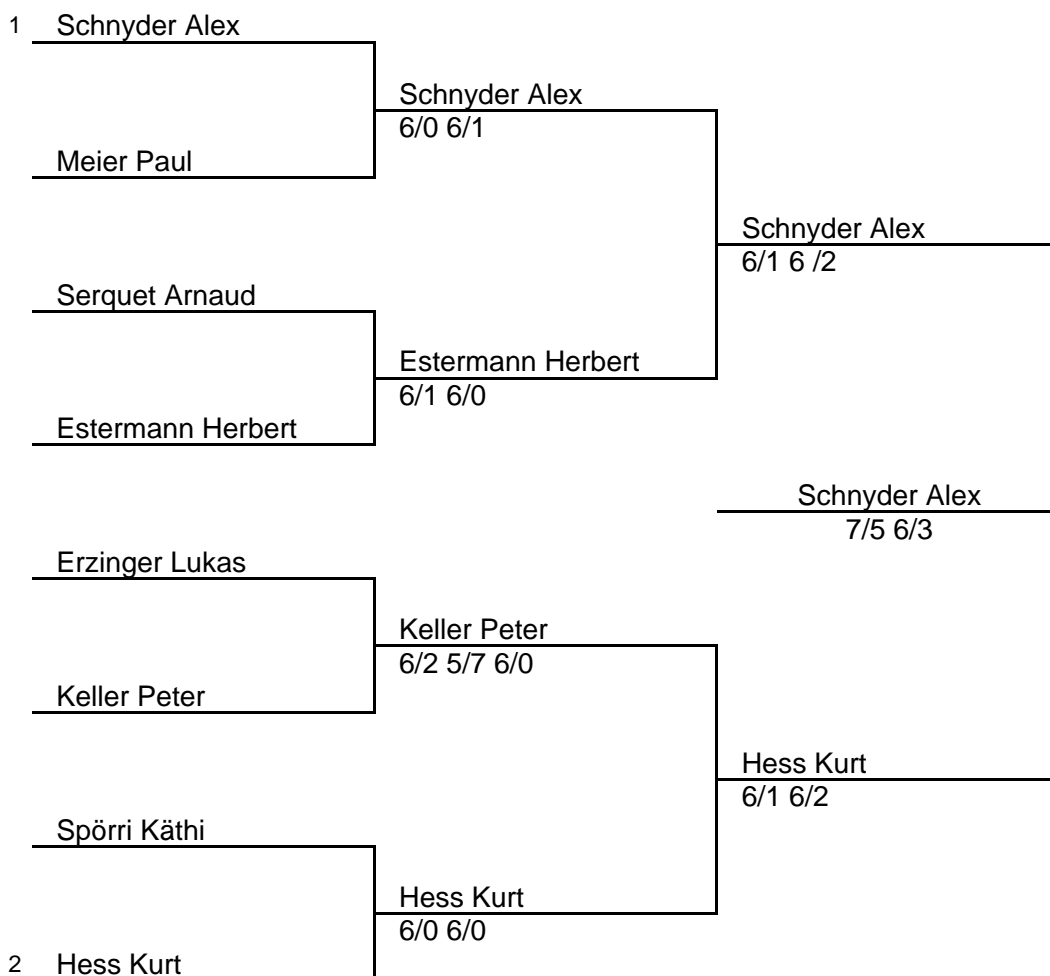 1 Schnyder Alex
Schnyder Alex
6/0 6/1
Meier Paul
Schnyder Alex
6/1 6 /2
Serquet Arnaud
Estermann Herbert
6/1 6/0
Estermann Herbert
Schnyder Alex
7/5 6/3
Erzinger Lukas
Keller Peter
6/2 5/7 6/0
Keller Peter
Hess Kurt
6/1 6/2
Spörri Käthi
Hess Kurt
6/0 6/0
2 Hess Kurt